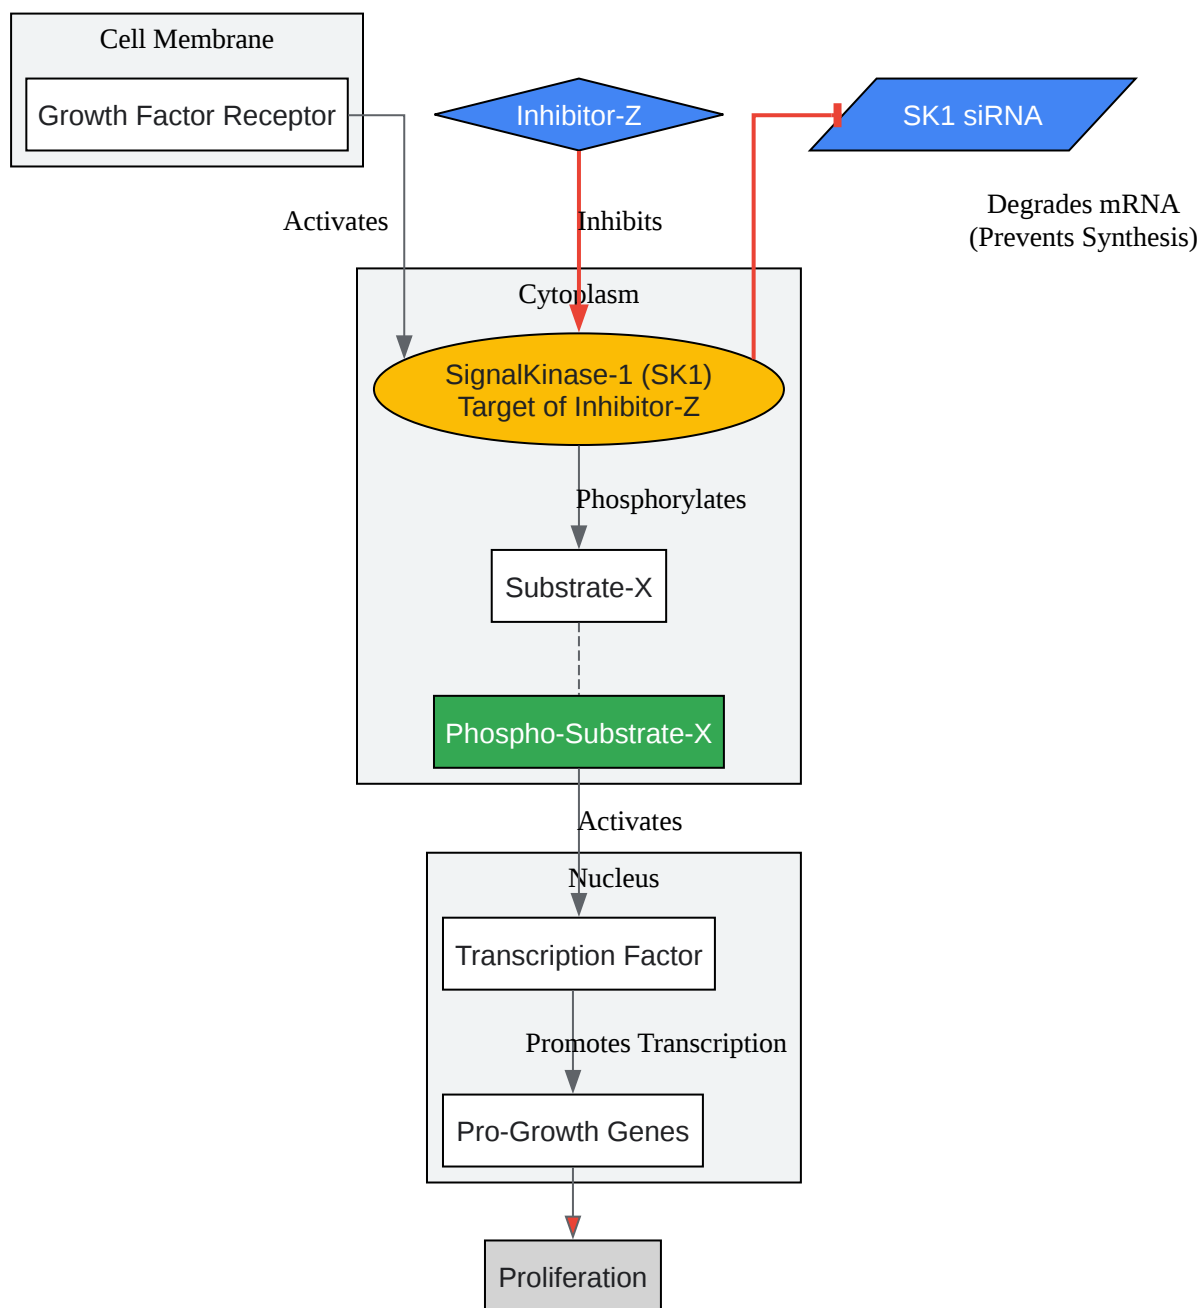 Cell Membrane
Growth Factor Receptor
Inhibitor-Z
SK1 siRNA
Activates
Inhibits
Degrades mRNA
(Prevents Synthesis)
Cytoplasm
SignalKinase-1 (SK1)
Target of Inhibitor-Z
Phosphorylates
Substrate-X
Phospho-Substrate-X
Activates
Nucleus
Transcription Factor
Promotes Transcription
Pro-Growth Genes
Proliferation